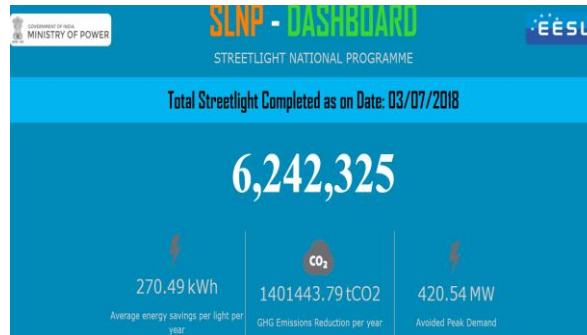 GOVERNMENT OF INDIA
MINISTRY OF POWER
SLNP - DASHBOARD
EESL
STREETLIGHT NATIONAL PROGRAMME
Total Streetlight Completed as on Date: 03/07/2018
6,242,325
CO2
270.49 kWh
1401443.79 tCO2
420.54 MW
Average energy savings per light per
year
GHG Emissions Reduction per year
Avoided Peak Demand